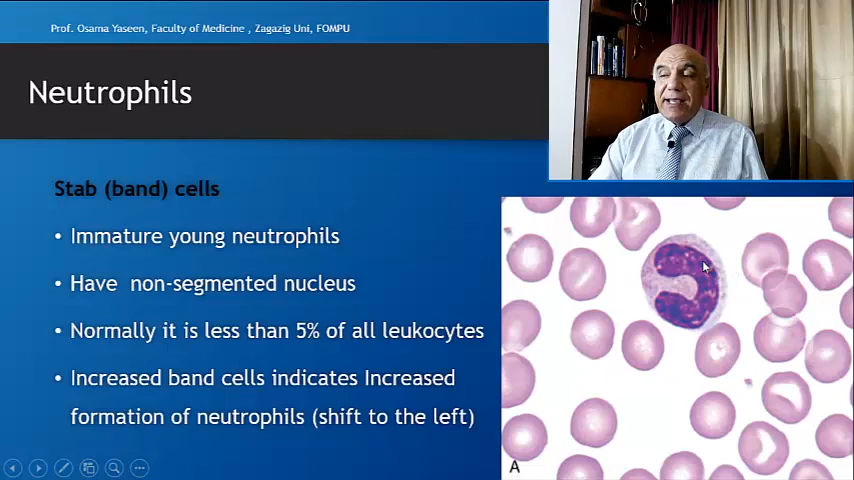 Prof. Osama Yaseen, Faculty of Medicine , Zagazig Uni, FOMPU
Neutrophils
Stab (band) cells
• Immature young neutrophils
• Have  non-segmented nucleus
• Normally it is less than 5% of all leukocytes
• Increased band cells indicates Increased
formation of neutrophils (shift to the left)
A